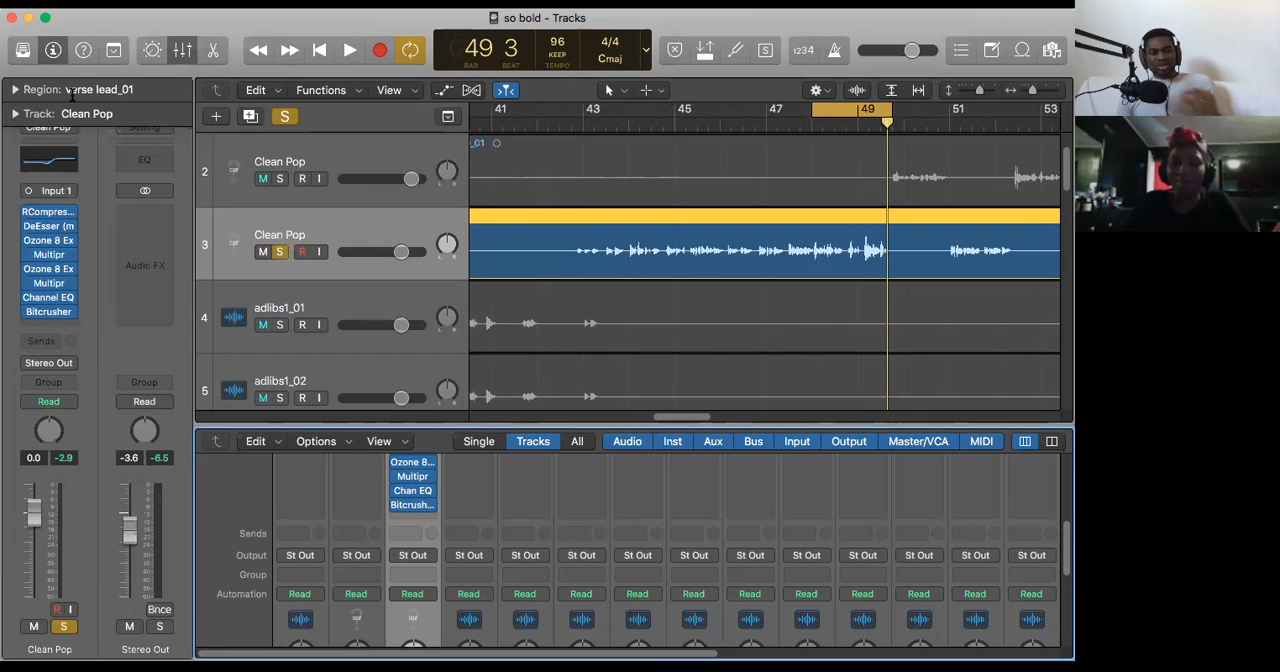 so bold - Tracks
49 3
BAR BEAT
96
KEEP
TEMPO
4/4
Cmaj
1234
Region: verse lead_01
Track: Clean Pop
Edit Functions View
S
41 43 45 47 49 51 53
_01
Clean Pop
Setting
EQ
Input 1
RCompres...
DeEsser (m
Ozone 8 Ex
Multipr
Ozone 8 Ex
Multipr
Channel EQ
Bitcrusher
Audio FX
Sends
Stereo Out
Group Group
Read Read
0.0 -2.9 -3.6 -6.5
R I Bnce
M S M S
Clean Pop Stereo Out
2 Clean Pop
M S R I
3 Clean Pop
M S R I
4 adlibs1_01
M S R I
5 adlibs1_02
M S R I
Edit Options View Single Tracks All Audio Inst Aux Bus Input Output Master/VCA MIDI
Ozone 8...
Multipr
Chan EQ
Bitcrush...
Sends
Output St Out St Out St Out St Out St Out St Out St Out St Out St Out St Out St Out St Out St Out St Out
Group
Automation Read Read Read Read Read Read Read Read Read Read Read Read Read Read